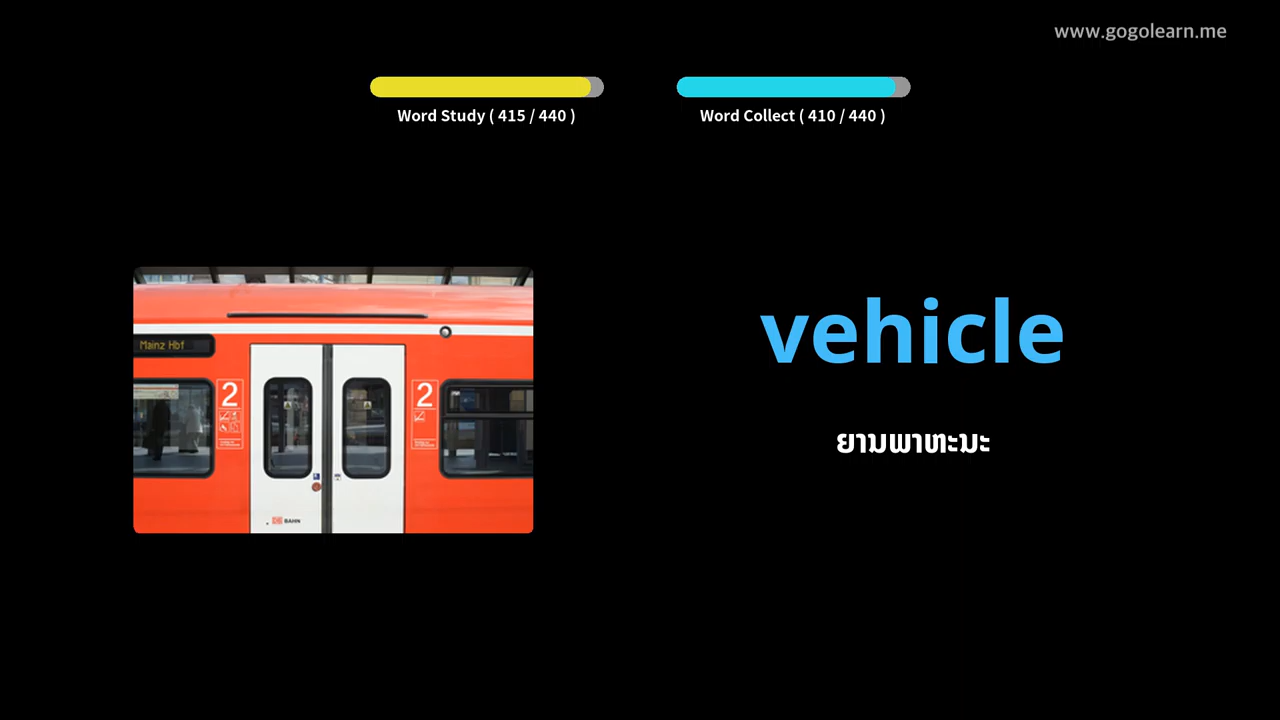 www.gogolearn.me
Word Study ( 415 / 440 )
Word Collect ( 410 / 440 )
Mainz Hbf
2
2
BAHN
vehicle
ຍານພາຫະນະ